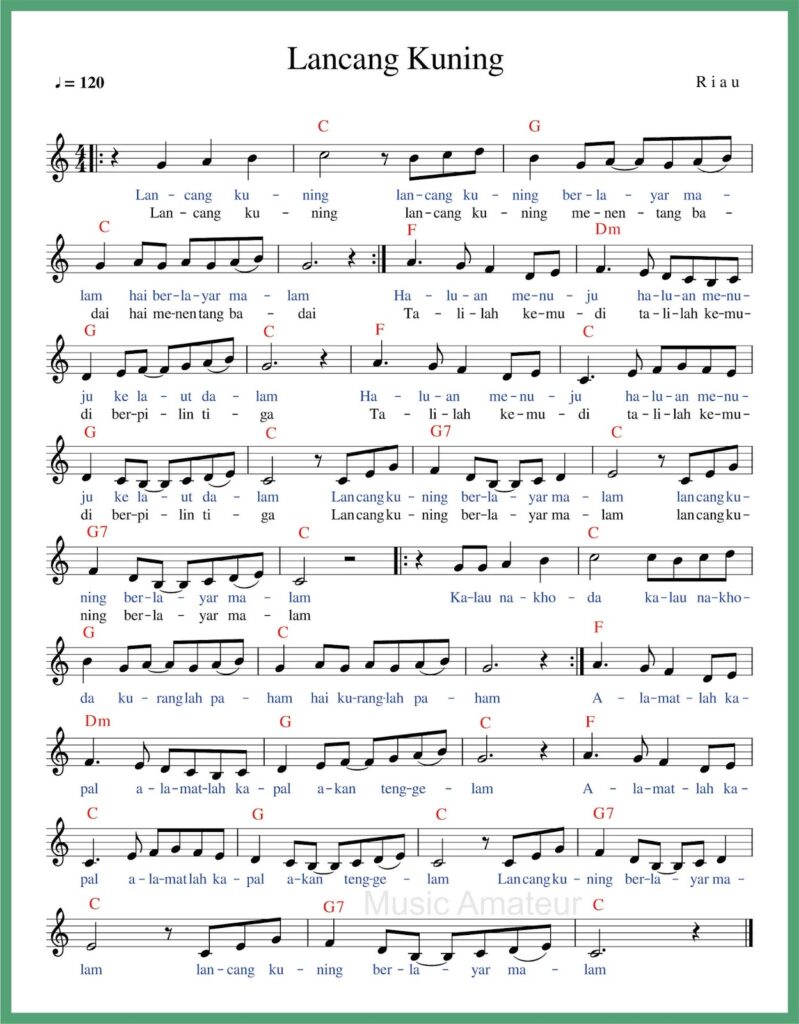 Lancang Kuning
♩ = 120
R i a u
C G
Lan – cang ku – ning lan – cang ku – ning ber – la – yar ma –
Lan – cang ku – ning lan – cang ku – ning me – nen – tang ba –
C F Dm
lam hai ber – la – yar ma – lam Ha – lu – an me – nu – ju ha – lu – an me – nu –
dai hai me – nen tang ba – dai Ta – li – lah ke – mu – di ta – li – lah ke – mu –
G C F C
ju ke la – ut da – lam Ha – lu – an me – nu – ju ha – lu – an me – nu –
di ber – pi – lin ti – ga Ta – li – lah ke – mu – di ta – li – lah ke – mu –
G C G7 C
ju ke la – ut da – lam Lan cang ku – ning ber – la – yar ma – lam lan cang ku –
di ber – pi – lin ti – ga Lan cang ku – ning ber – la – yar ma – lam lan cang ku –
G7 C C
ning ber – la – yar ma – lam Ka – lau na – kho – da ka – lau na – kho –
ning ber – la – yar ma – lam
G C F
da ku – rang lah pa – ham hai ku – rang – lah pa – ham A – la – mat – lah ka –
Dm G C F
pal a – la – mat – lah ka – pal a – kan teng – ge – lam A – la – mat – lah ka –
C G C G7
pal a – la – mat lah ka – pal a – kan teng – ge – lam Lan cang ku – ning ber – la – yar ma –
Music Amateur
C G7 C
lam lan – cang ku – ning ber – la – yar ma – lam